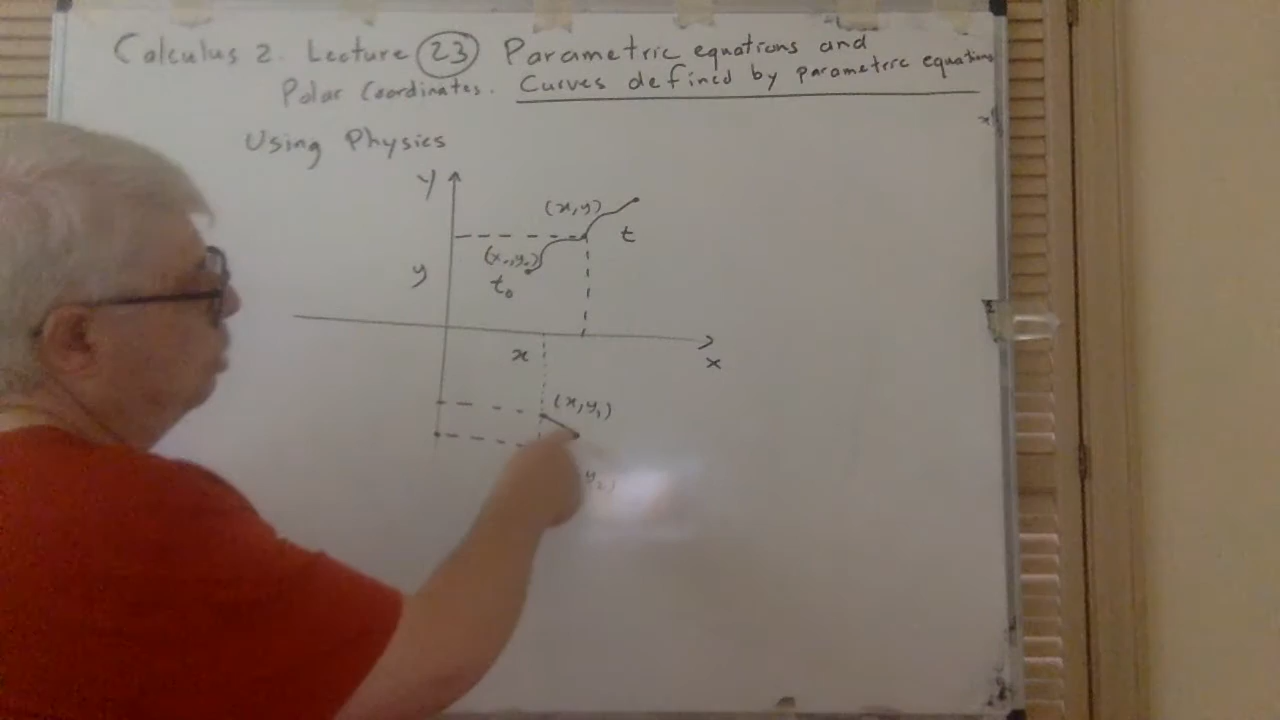 Calculus 2. Lecture 23 Parametric equations and
Polar Coordinates. Curves defined by parametric equations
Using Physics
y
(x,y)
t
(x₀,y₀)
y
t₀
x
x
(x,y₁)
y₂)